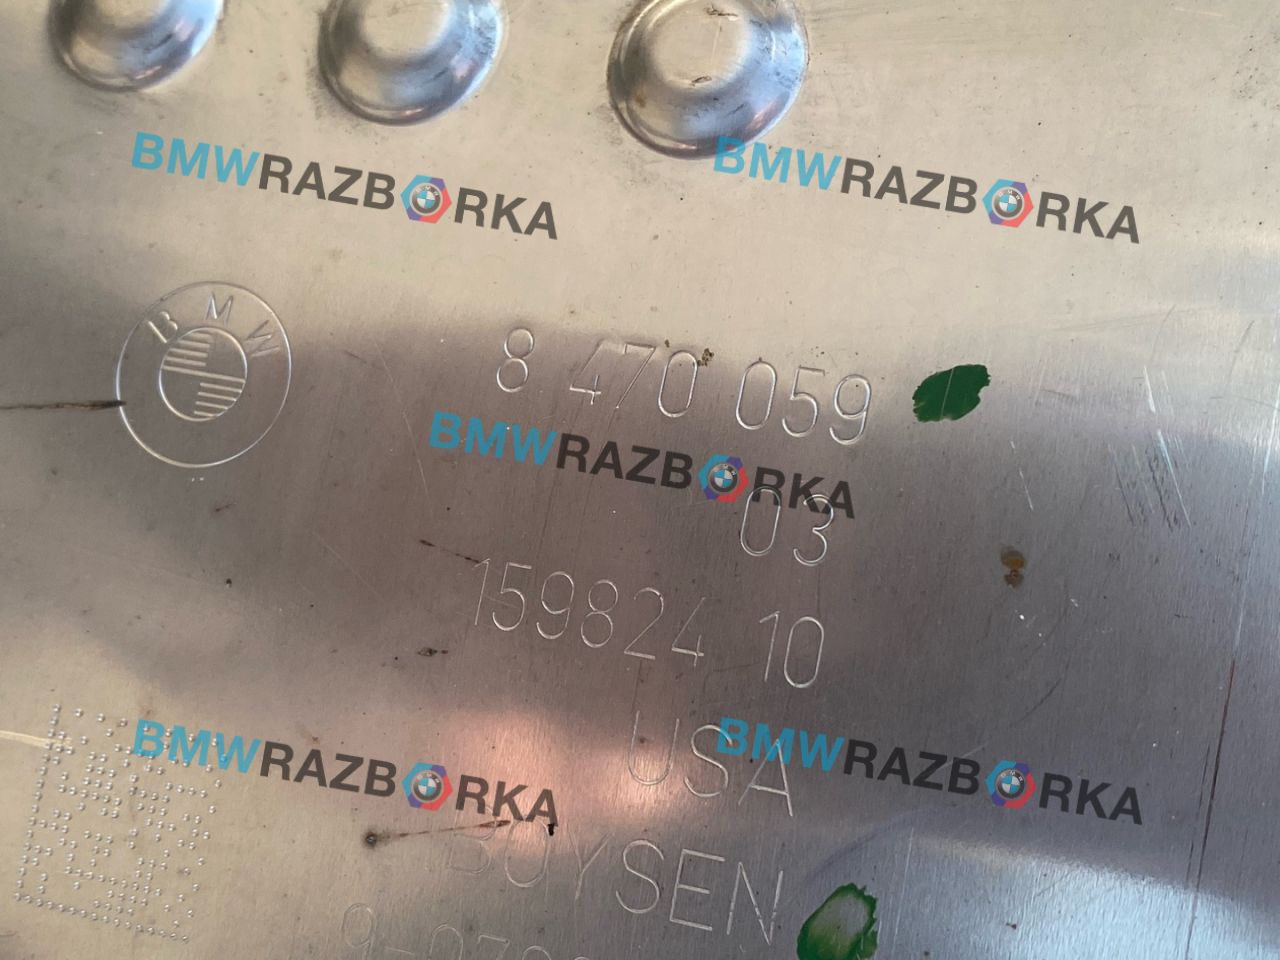 BMWRAZBORKA BMWRAZBORKA
BMW
8 470 059
BMWRAZBORKA
03
159824 10
USA
BMWRAZBORKA BMWRAZBORKA
BOYSEN